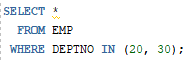 SELECT *
FROM EMP
WHERE DEPTNO IN (20, 30);